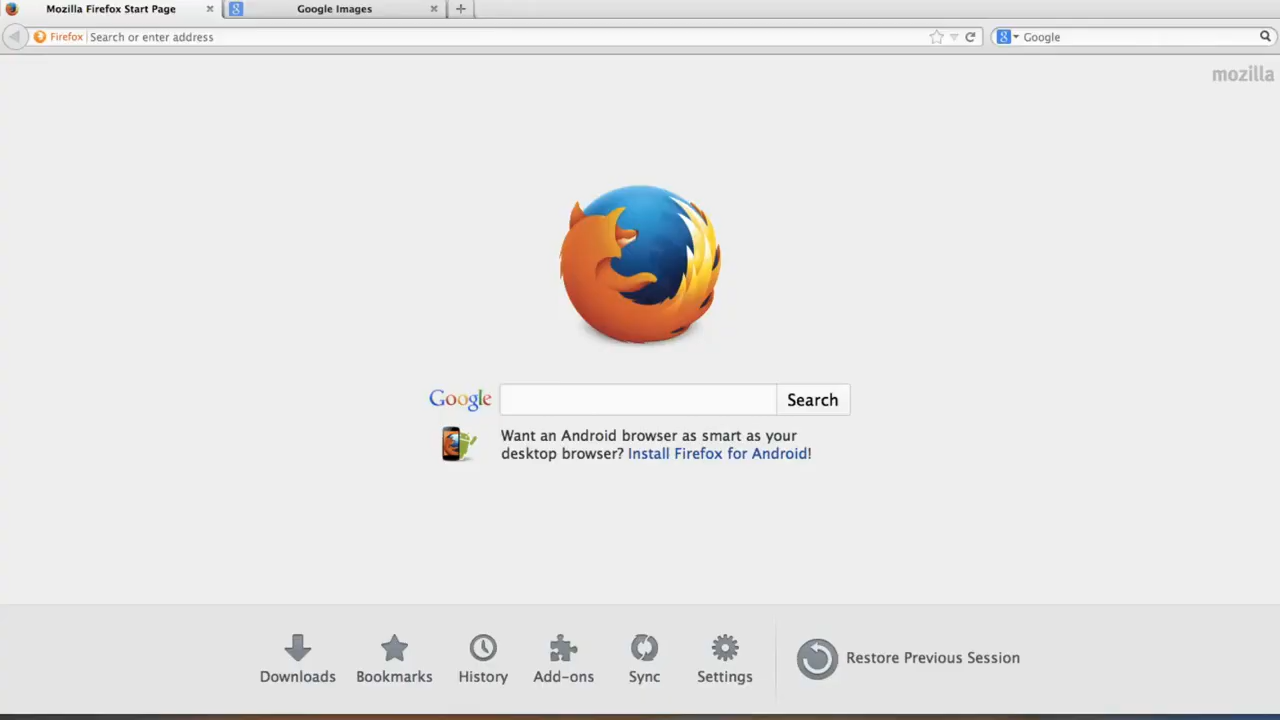 Mozilla Firefox Start Page
Google Images
Firefox Search or enter address
Google
mozilla
Google
Search
Want an Android browser as smart as your
desktop browser? Install Firefox for Android!
Downloads
Bookmarks
History
Add-ons
Sync
Settings
Restore Previous Session